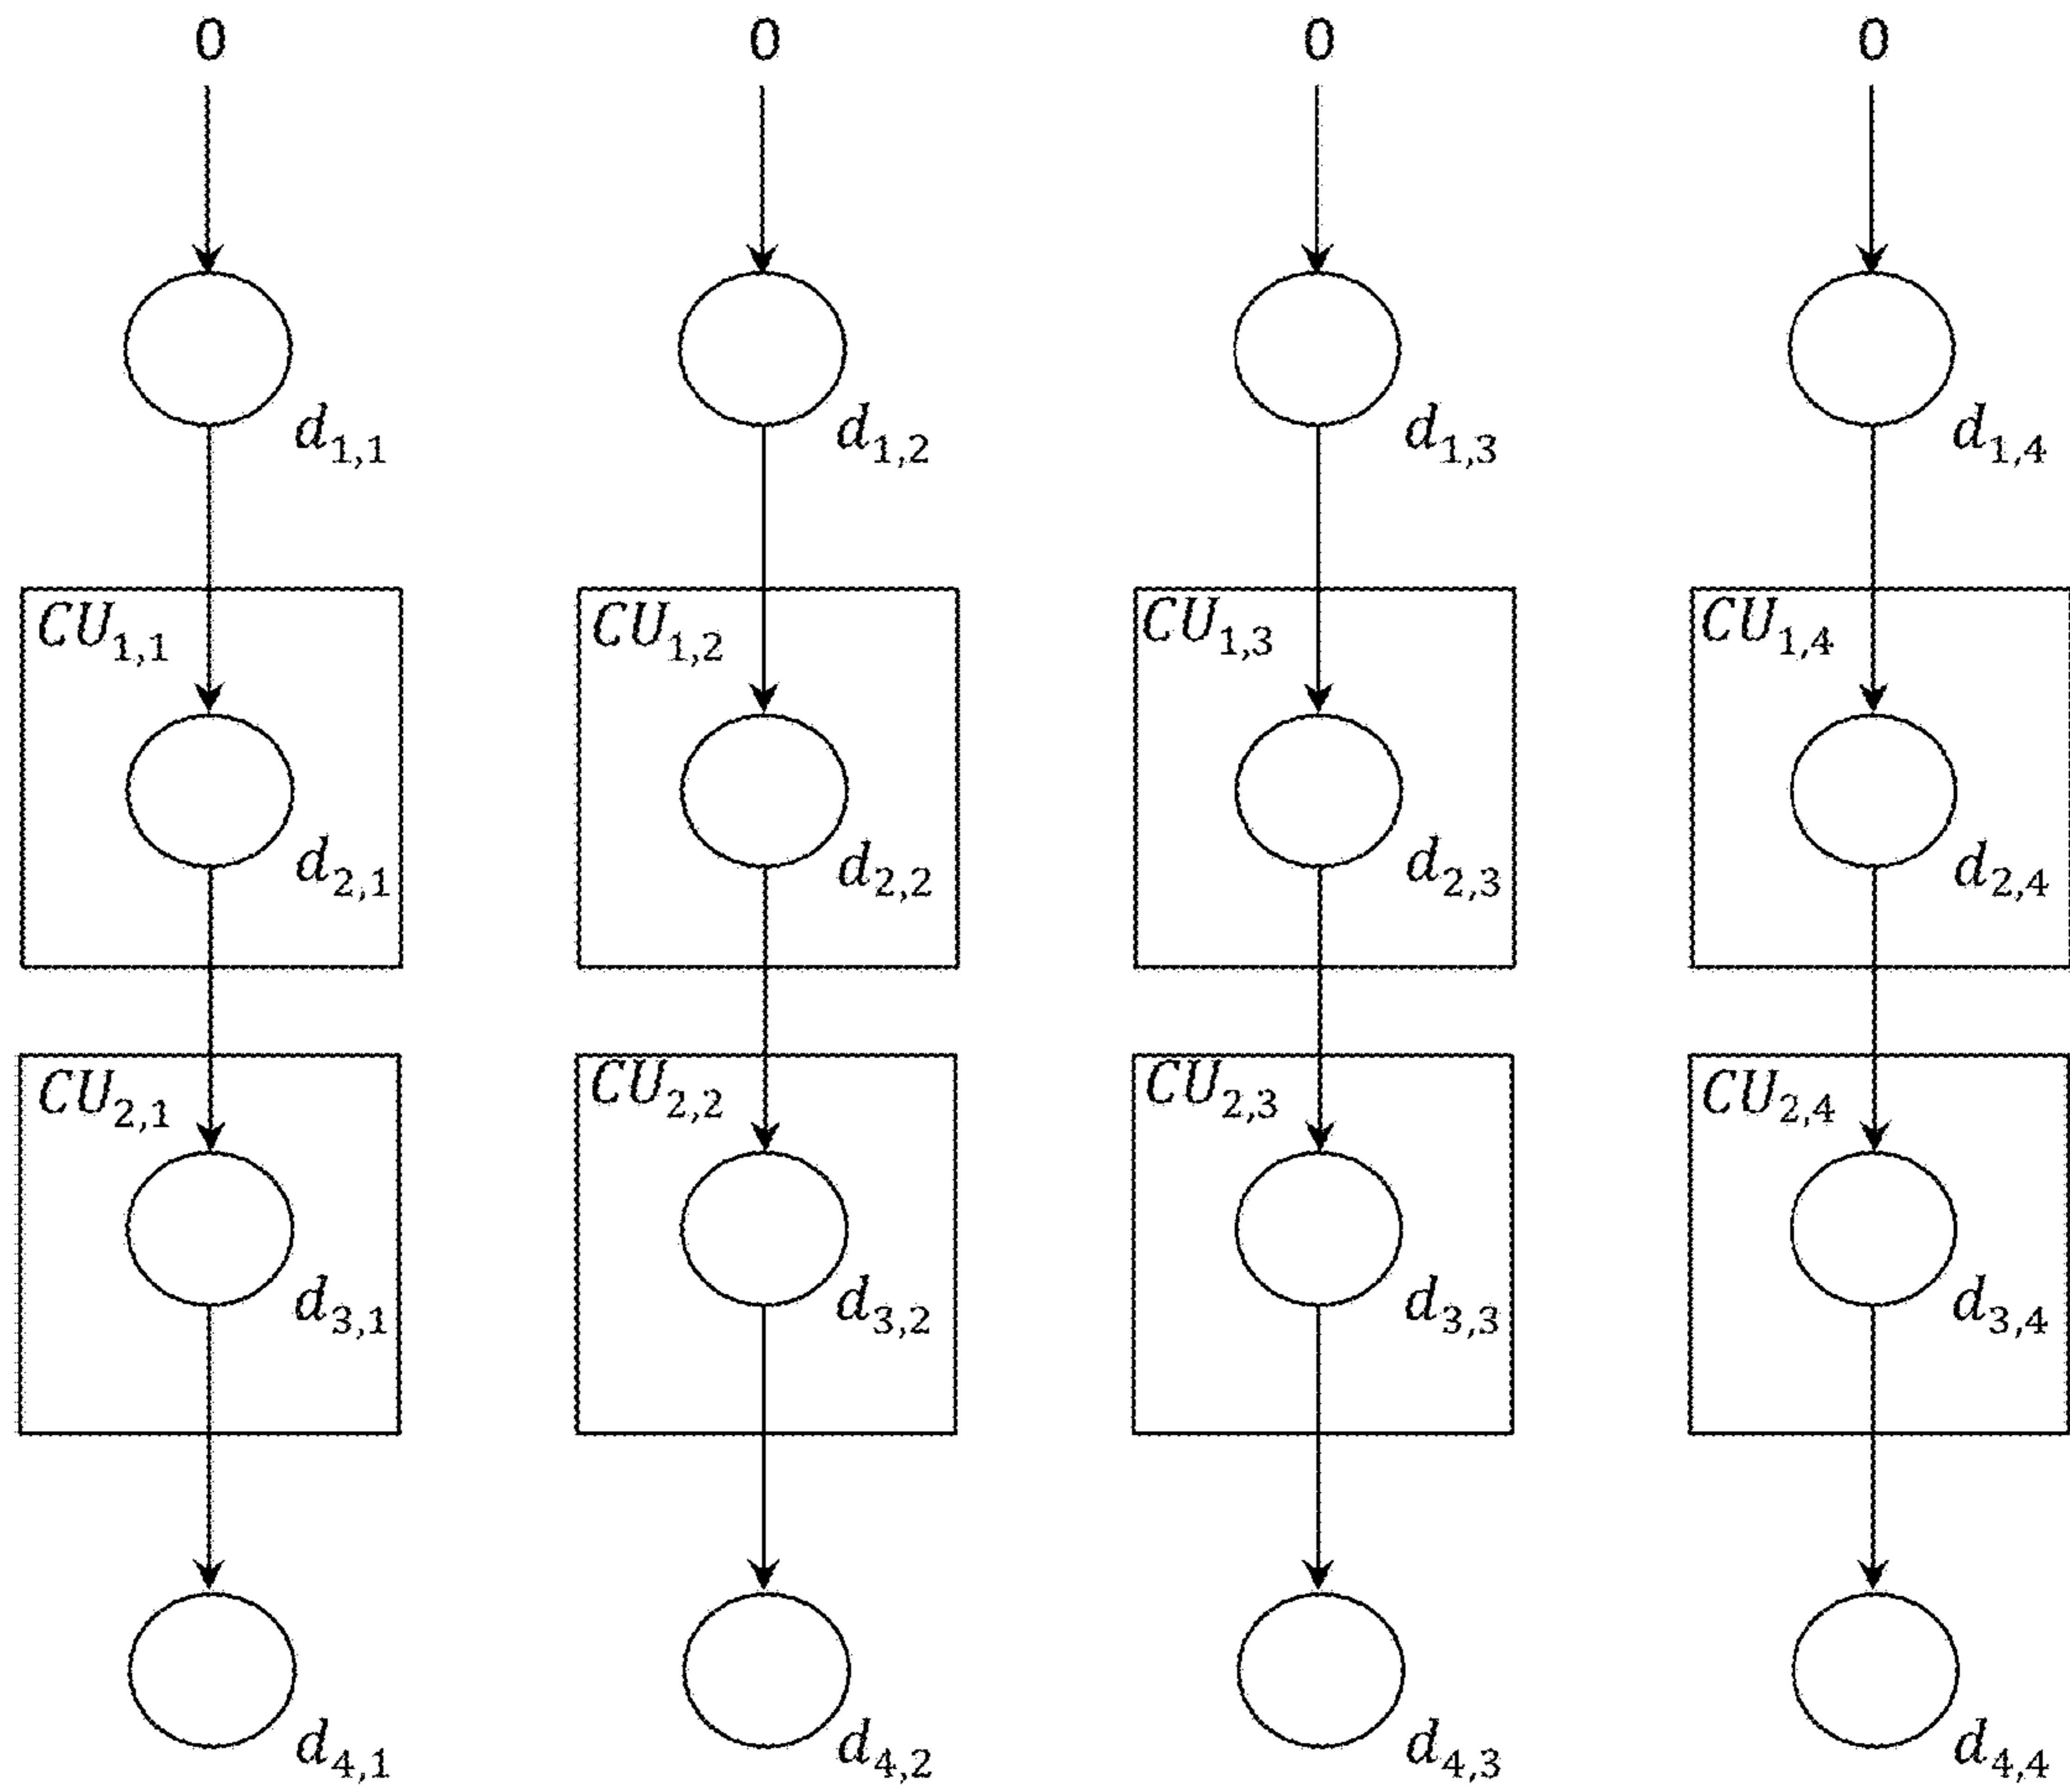 0 0 0 0
d1,1 d1,2 d1,3 d1,4
CU1,1 CU1,2 CU1,3 CU1,4
d2,1 d2,2 d2,3 d2,4
CU2,1 CU2,2 CU2,3 CU2,4
d3,1 d3,2 d3,3 d3,4
d4,1 d4,2 d4,3 d4,4